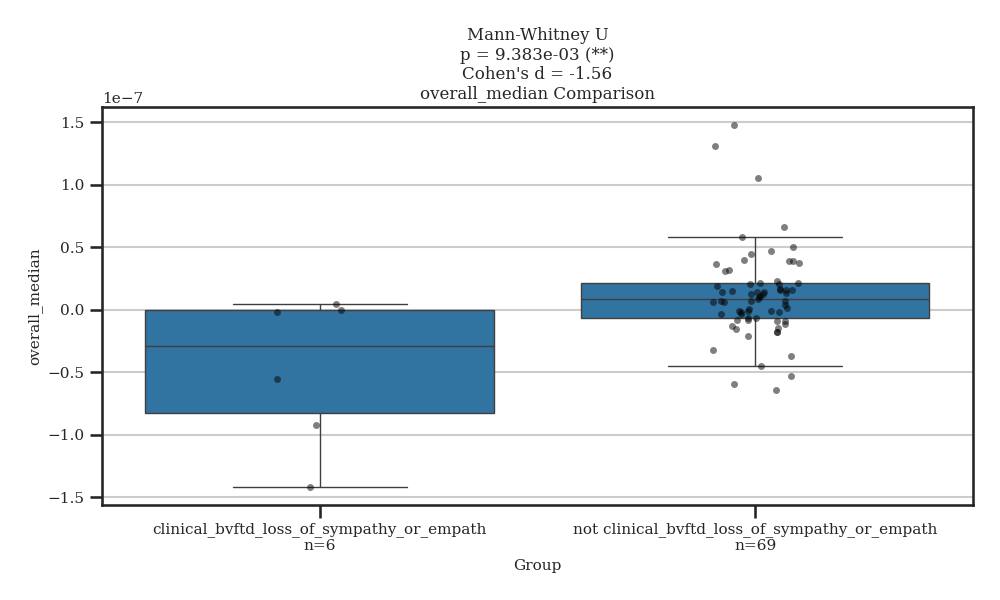 Mann-Whitney U
p = 9.383e-03 (**)
Cohen's d = -1.56
overall_median Comparison
1e−7
1.5
1.0
0.5
0.0
−0.5
−1.0
−1.5
overall_median
clinical_bvftd_loss_of_sympathy_or_empath
n=6
not clinical_bvftd_loss_of_sympathy_or_empath
n=69
Group